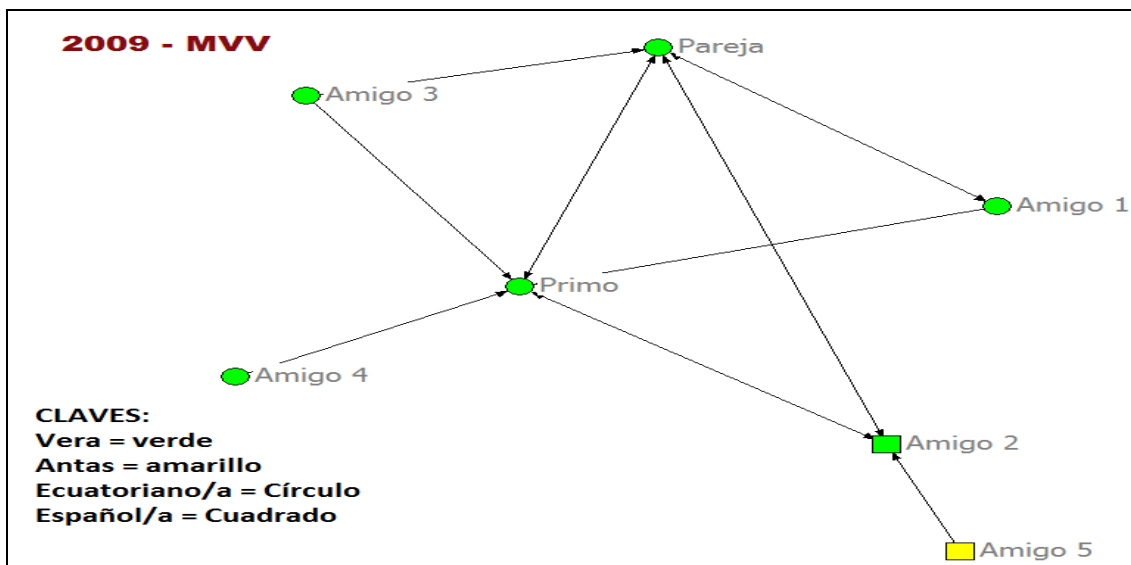 2009 - MVV
Pareja
Amigo 3
Amigo 1
Primo
Amigo 4
Amigo 2
Amigo 5
CLAVES:
Vera = verde
Antas = amarillo
Ecuatoriano/a = Círculo
Español/a = Cuadrado